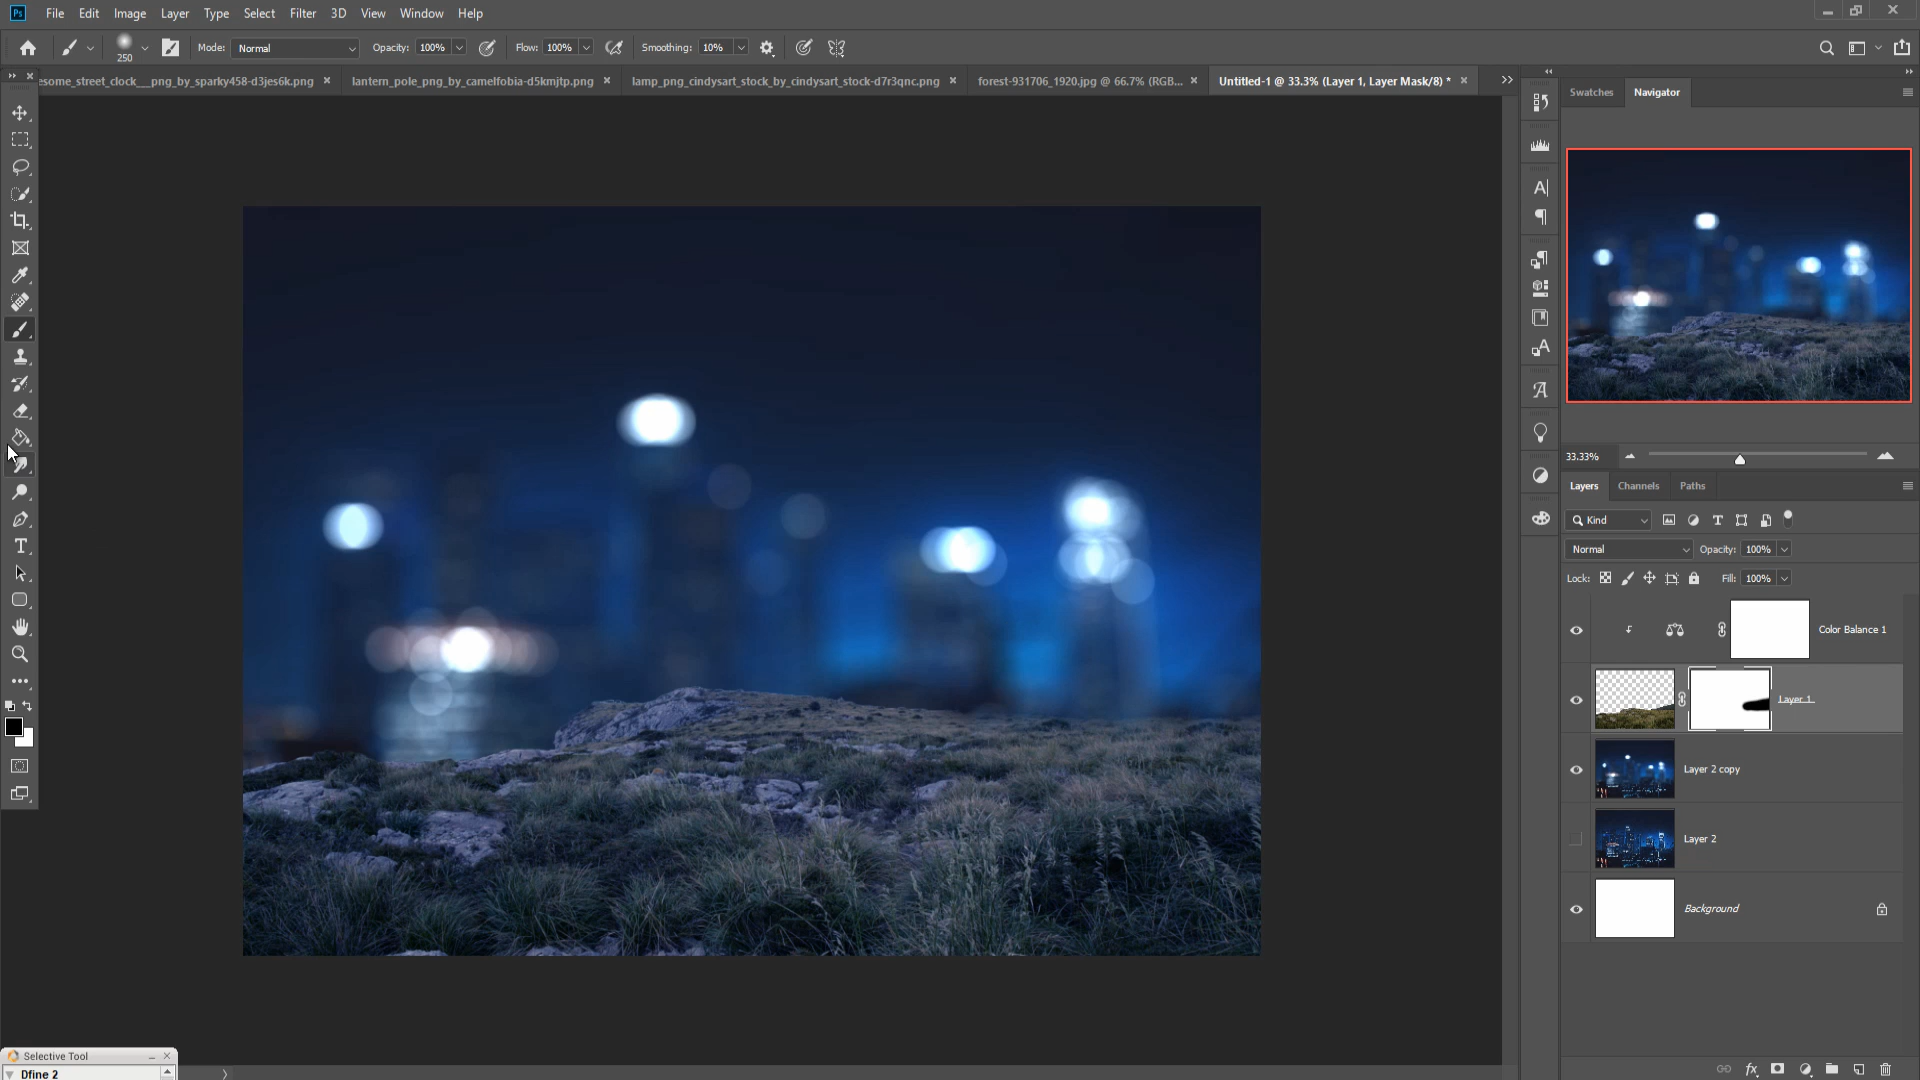 Ps File Edit Image Layer Type Select Filter 3D View Window Help
250 Mode: Normal Opacity: 100% Flow: 100% Smoothing: 10%
esome_street_clock___png_by_sparky458-d3jes6k.png × lantern_pole_png_by_camelfobia-d5kmjtp.png × lamp_png_cindysart_stock_by_cindysart_stock-d7r3qnc.png × forest-931706_1920.jpg @ 66.7% (RGB... × Untitled-1 @ 33.3% (Layer 1, Layer Mask/8) * ×
Swatches Navigator
33.33%
Layers Channels Paths
Kind
Normal Opacity: 100%
Lock: Fill: 100%
Color Balance 1
Layer 1
Layer 2 copy
Layer 2
Background
Selective Tool
Dfine 2